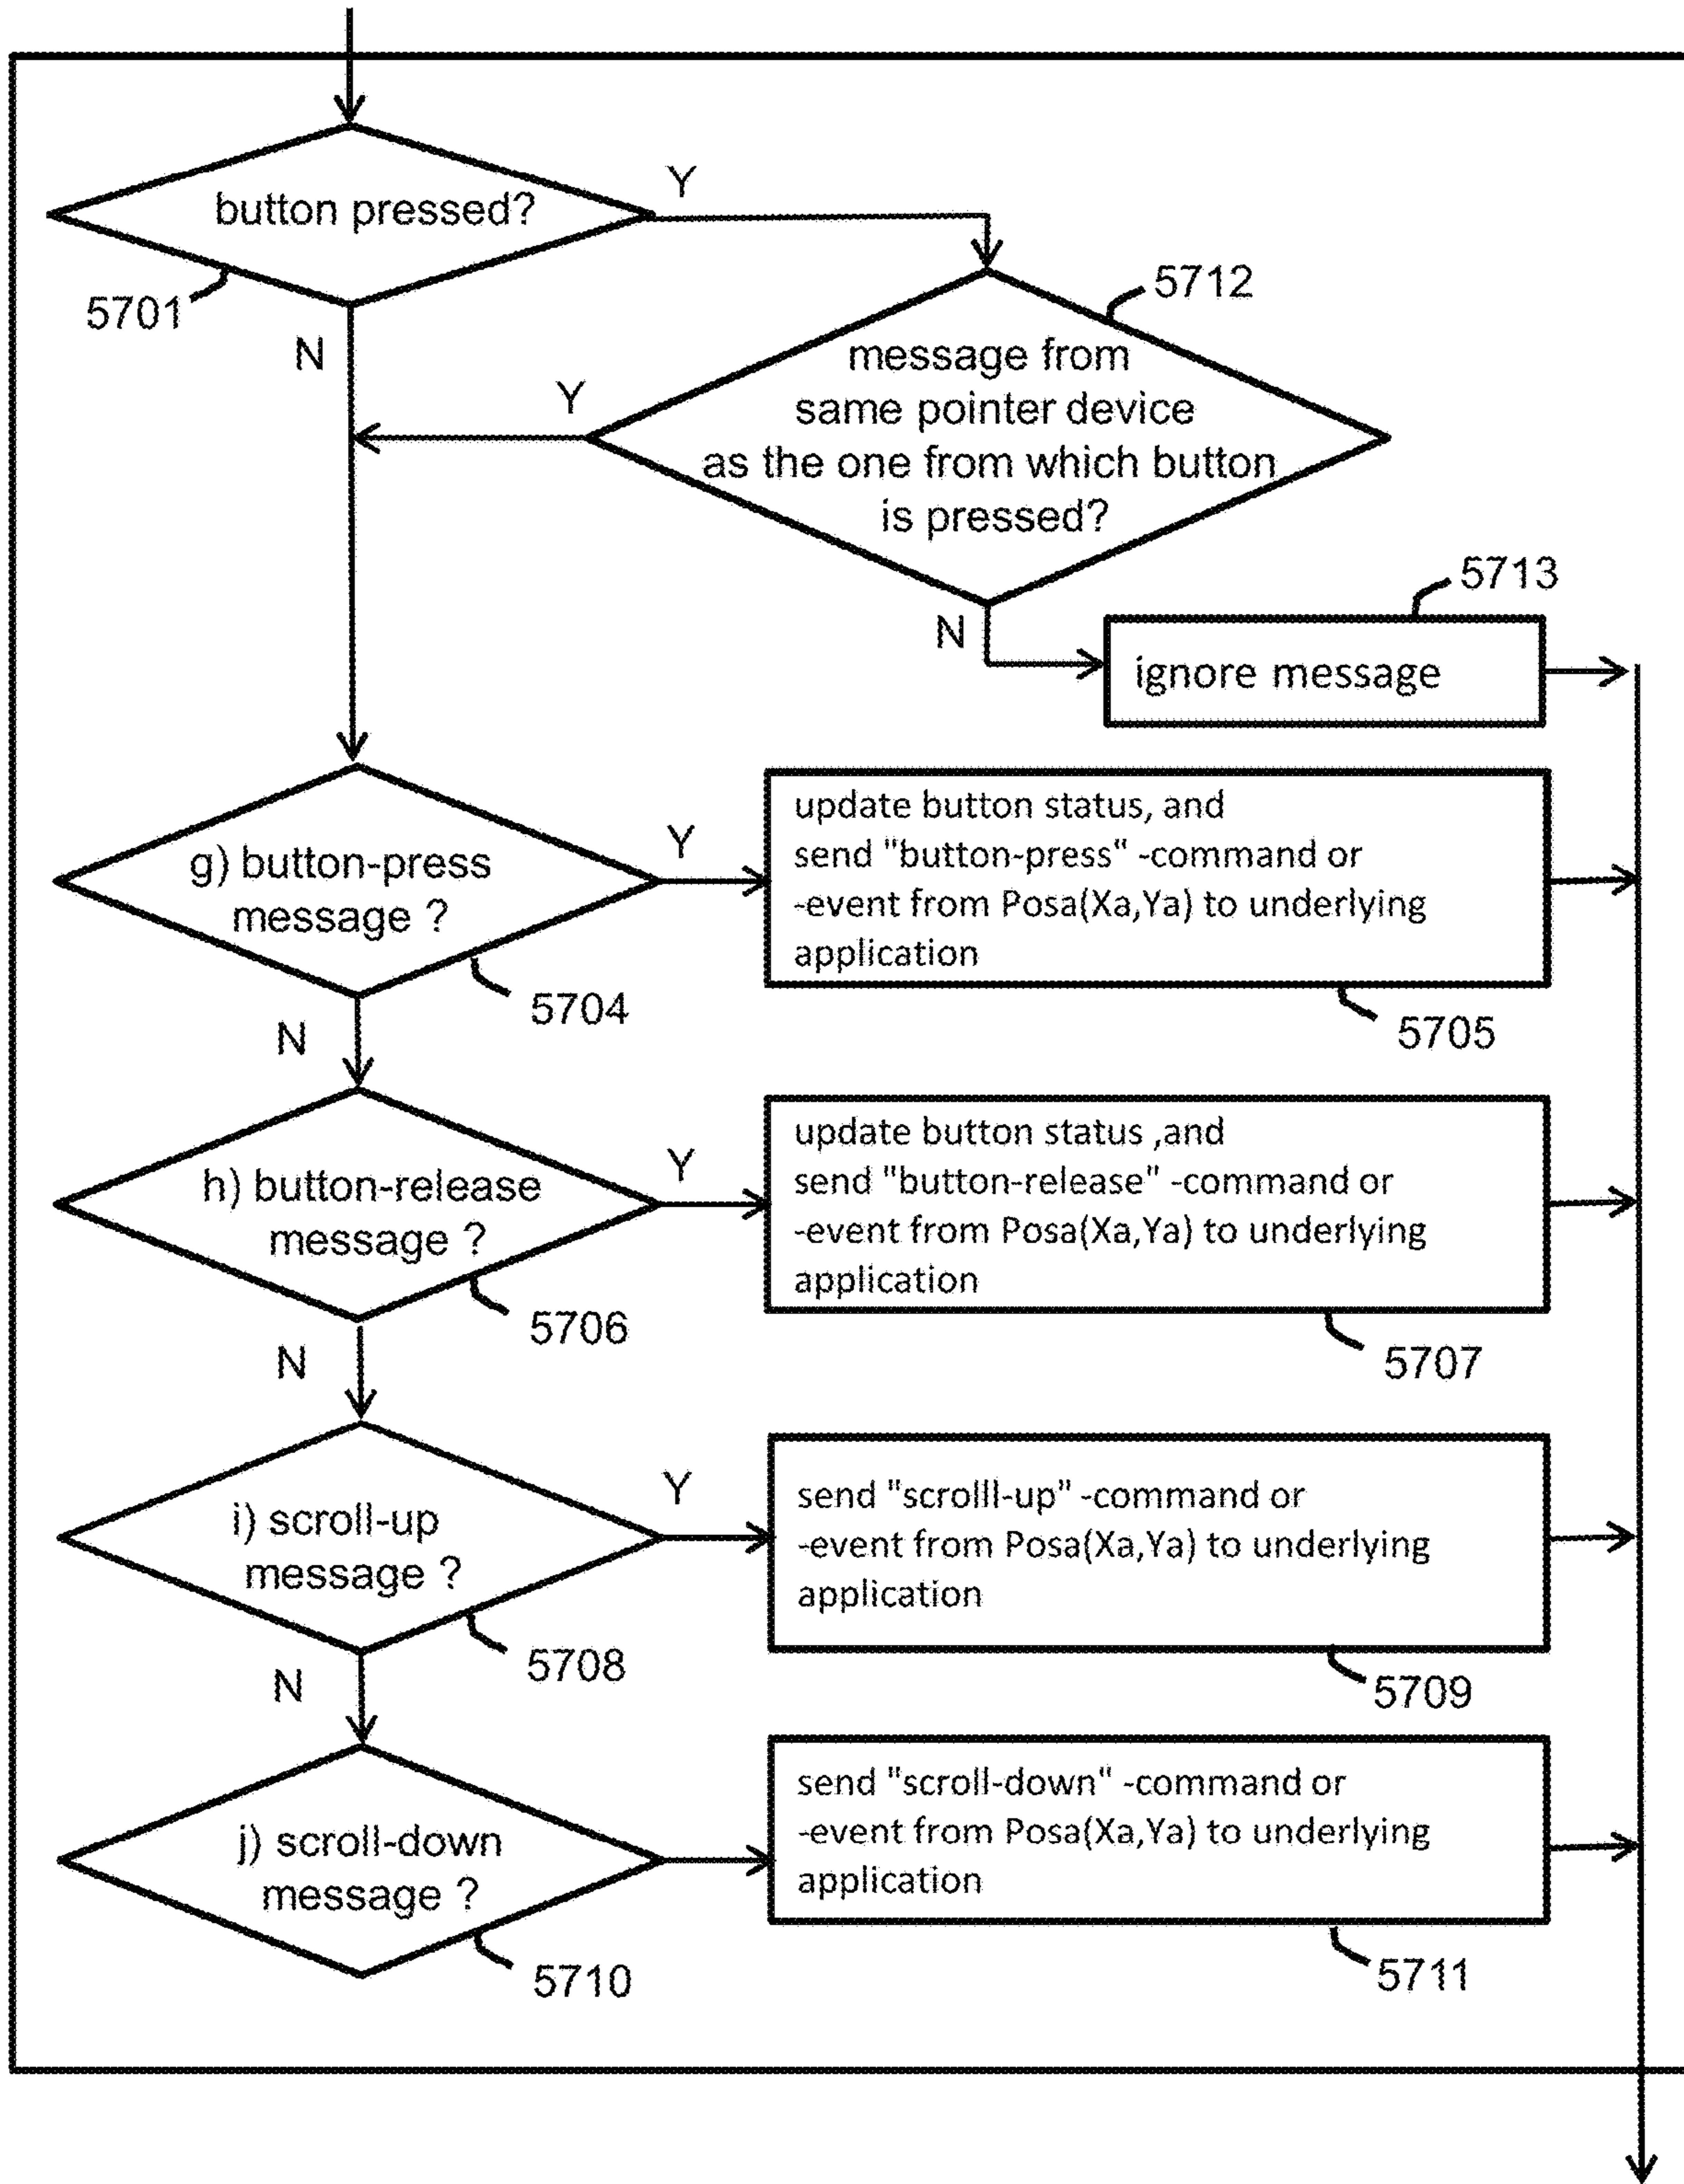 button pressed?
Y
5701
N
5712
message from
same pointer device
as the one from which button
is pressed?
Y
N
5713
ignore message
g) button-press
message ?
Y
5704
N
update button status, and
send "button-press" -command or
-event from Posa(Xa,Ya) to underlying
application
5705
h) button-release
message ?
Y
5706
N
update button status ,and
send "button-release" -command or
-event from Posa(Xa,Ya) to underlying
application
5707
i) scroll-up
message ?
Y
5708
N
send "scrolll-up" -command or
-event from Posa(Xa,Ya) to underlying
application
5709
j) scroll-down
message ?
5710
send "scroll-down" -command or
-event from Posa(Xa,Ya) to underlying
application
5711